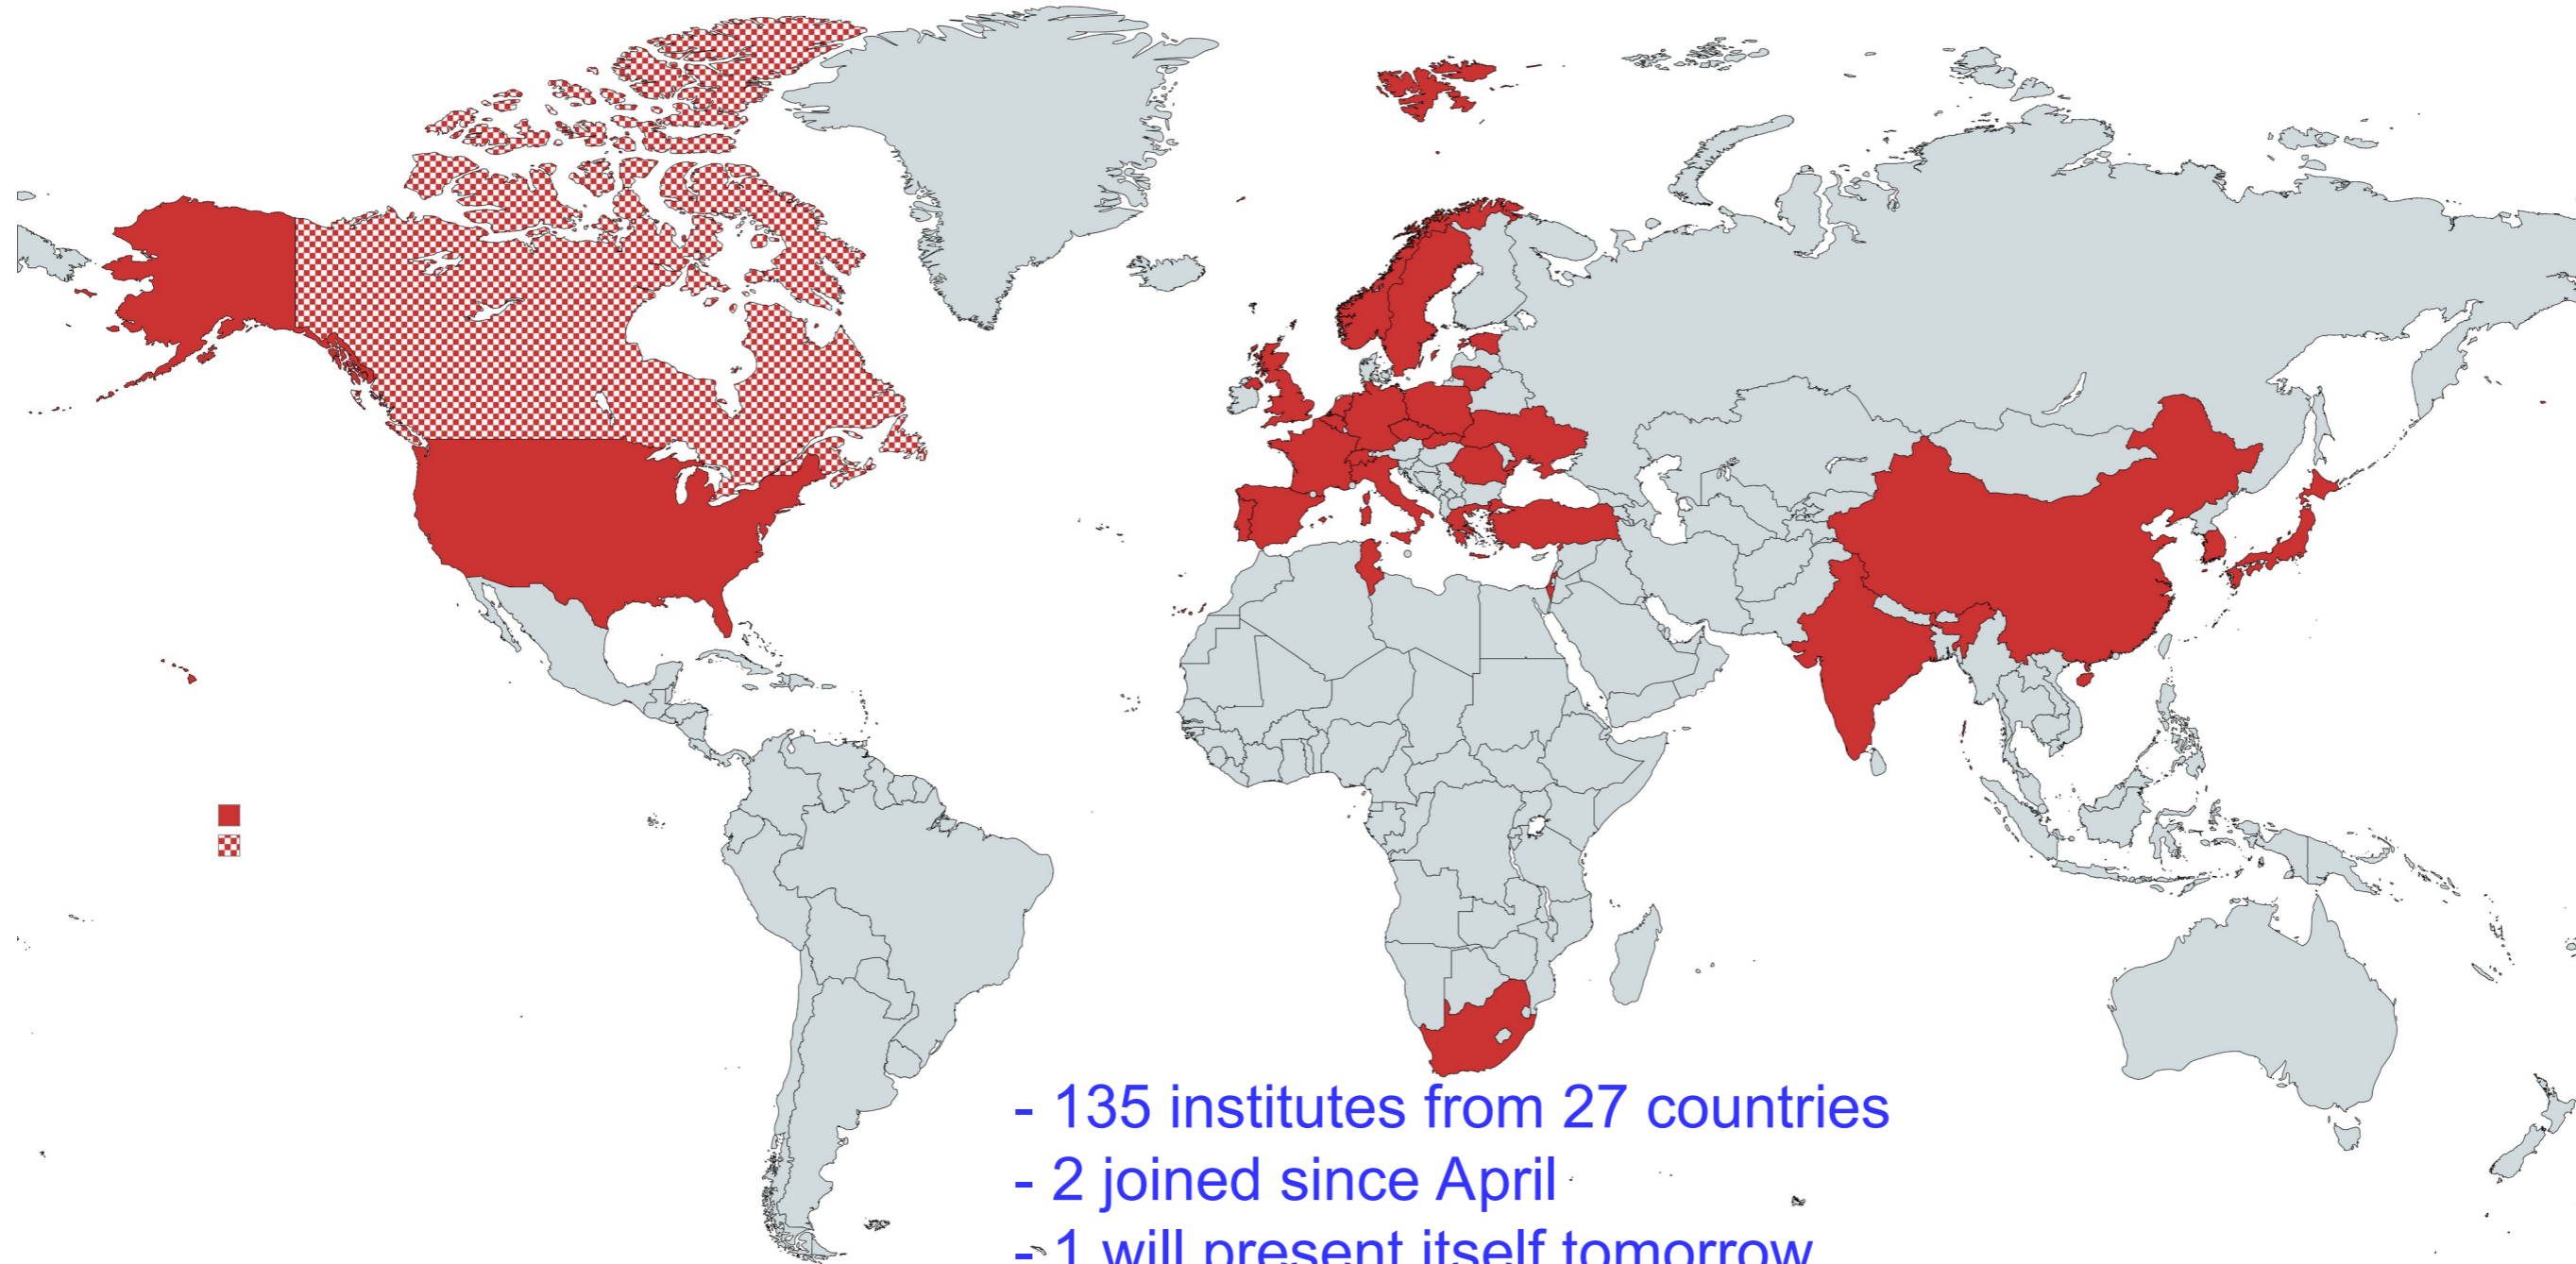 - 135 institutes from 27 countries
- 2 joined since April
- 1 will present itself tomorrow